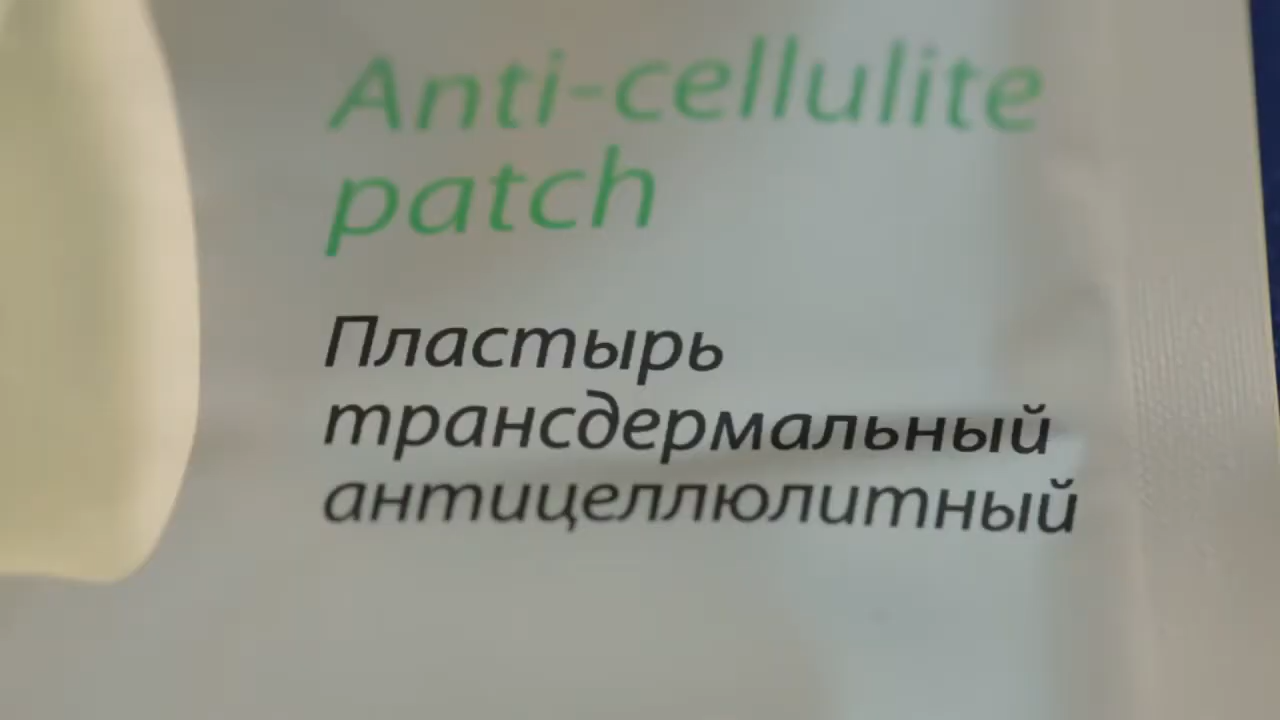 Anti-cellulite
patch
Пластырь
трансдермальный
антицеллюлитный